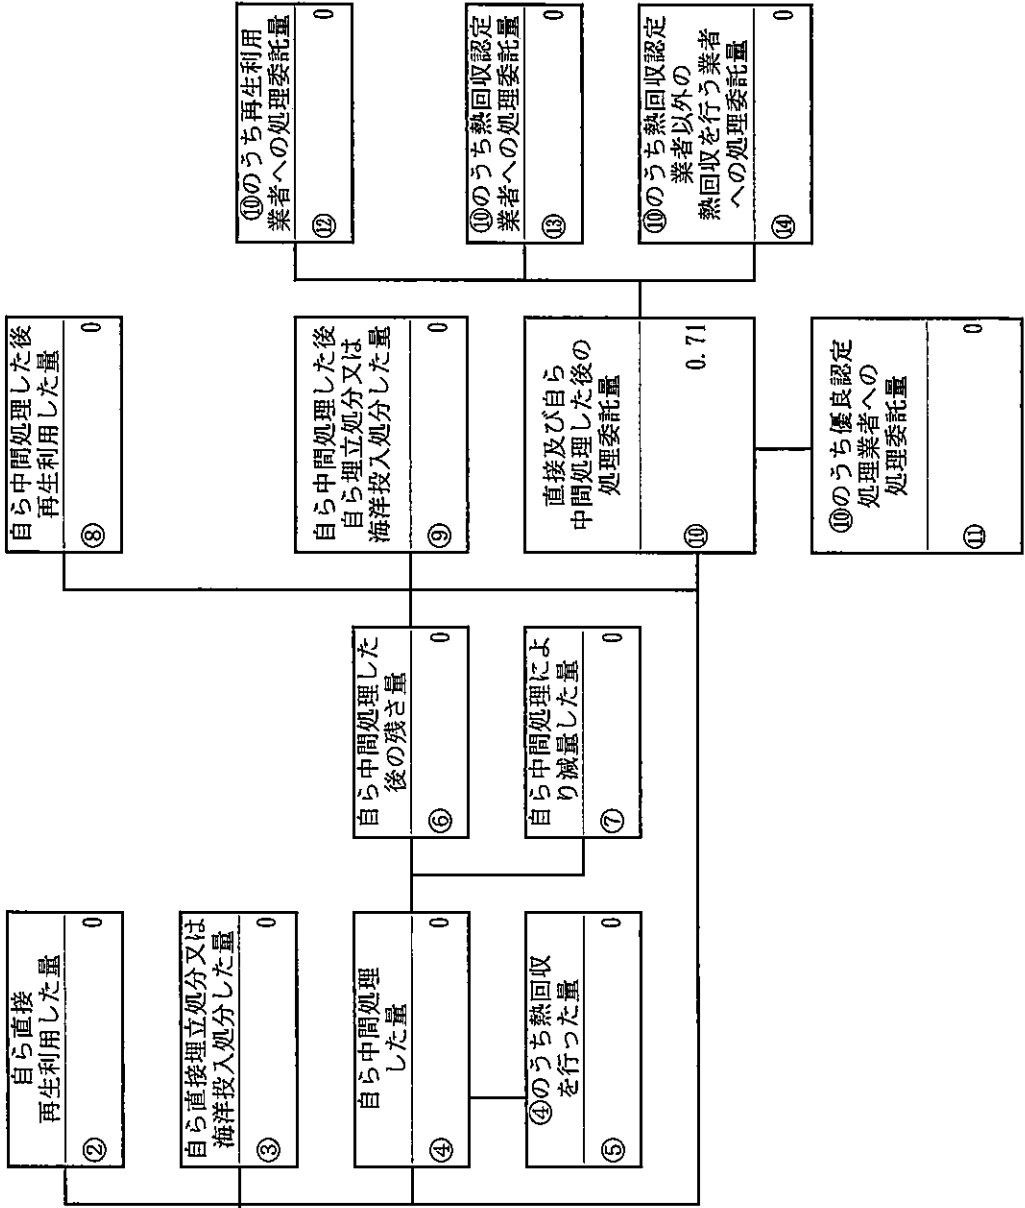 自ら直接
再生利用した量
② 0
自ら直接埋立処分又は
海洋投入処分した量
③ 0
自ら中間処理
した量
④ 0
④のうち熱回収
を行った量
⑤ 0
自ら中間処理した
後の残さ量
⑥ 0
自ら中間処理によ
り減量した量
⑦ 0
自ら中間処理した後
再生利用した量
⑧ 0
自ら中間処理した後
自ら埋立処分又は
海洋投入処分した量
⑨ 0
直接及び自ら
中間処理した後の
処理委託量
⑩ 0.71
⑩のうち優良認定
処理業者への
処理委託量
⑪ 0
⑩のうち再生利用
業者への処理委託量
⑫ 0
⑩のうち熱回収認定
業者への処理委託量
⑬ 0
⑩のうち熱回収認定
業者以外の
熱回収を行う業者
への処理委託量
⑭ 0